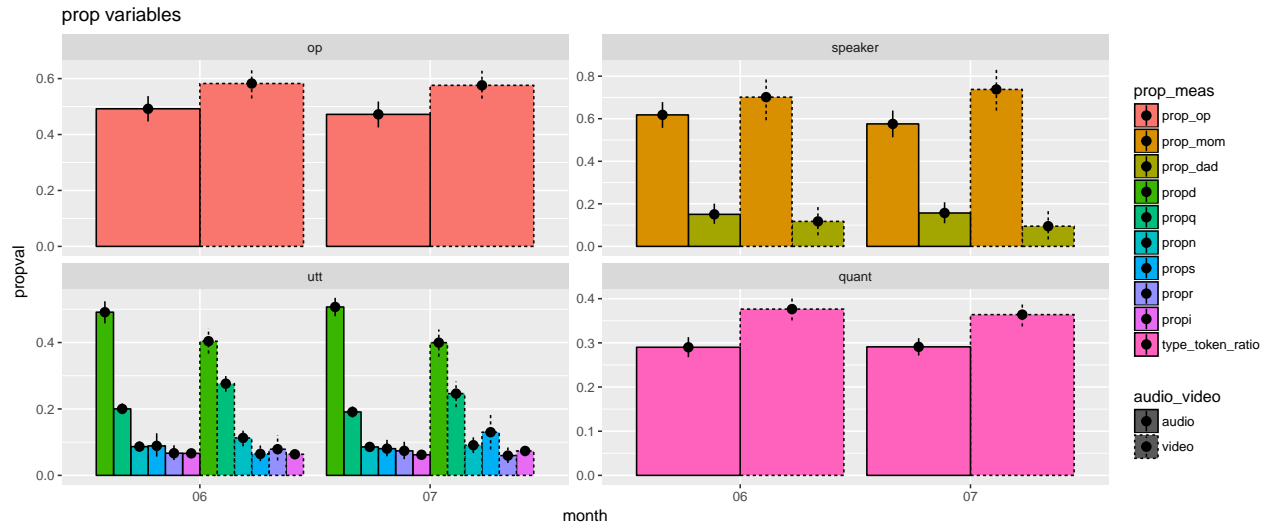 prop variables
op
speaker
0.6
0.4
0.2
0.0
0.8
0.6
0.4
0.2
0.0
utt
quant
0.6
0.4
0.2
0.0
0.4
0.3
0.2
0.1
0.0
06
07
06
07
month
propval
prop_meas
prop_op
prop_mom
prop_dad
propd
propq
propn
props
propr
propi
type_token_ratio
audio_video
audio
video